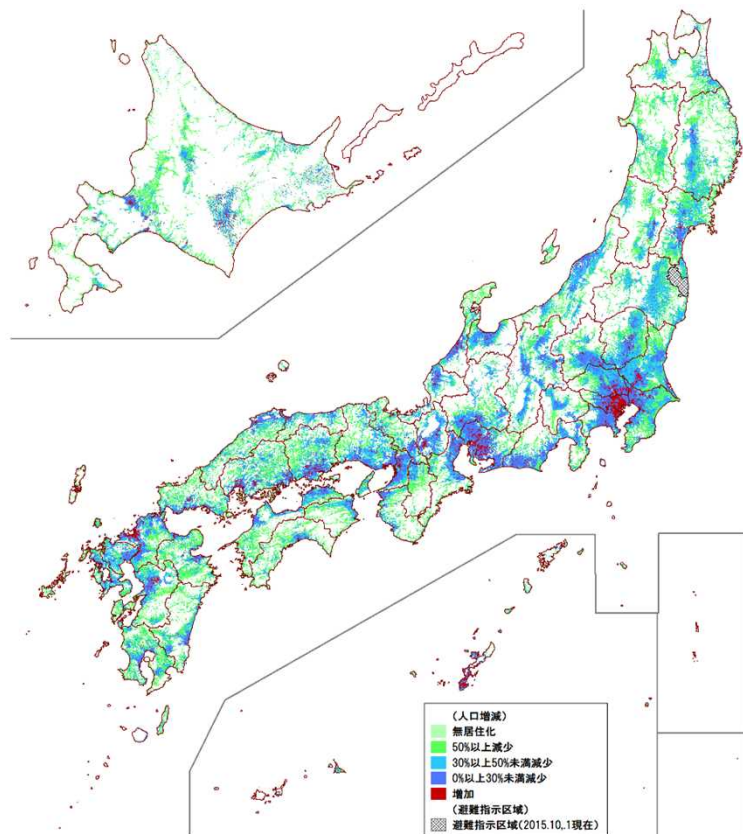 （人口増減）
無居住化
50%以上減少
30%以上50%未満減少
0%以上30%未満減少
増加
（避難指示区域）
避難指示区域(2015.10,.1現在)